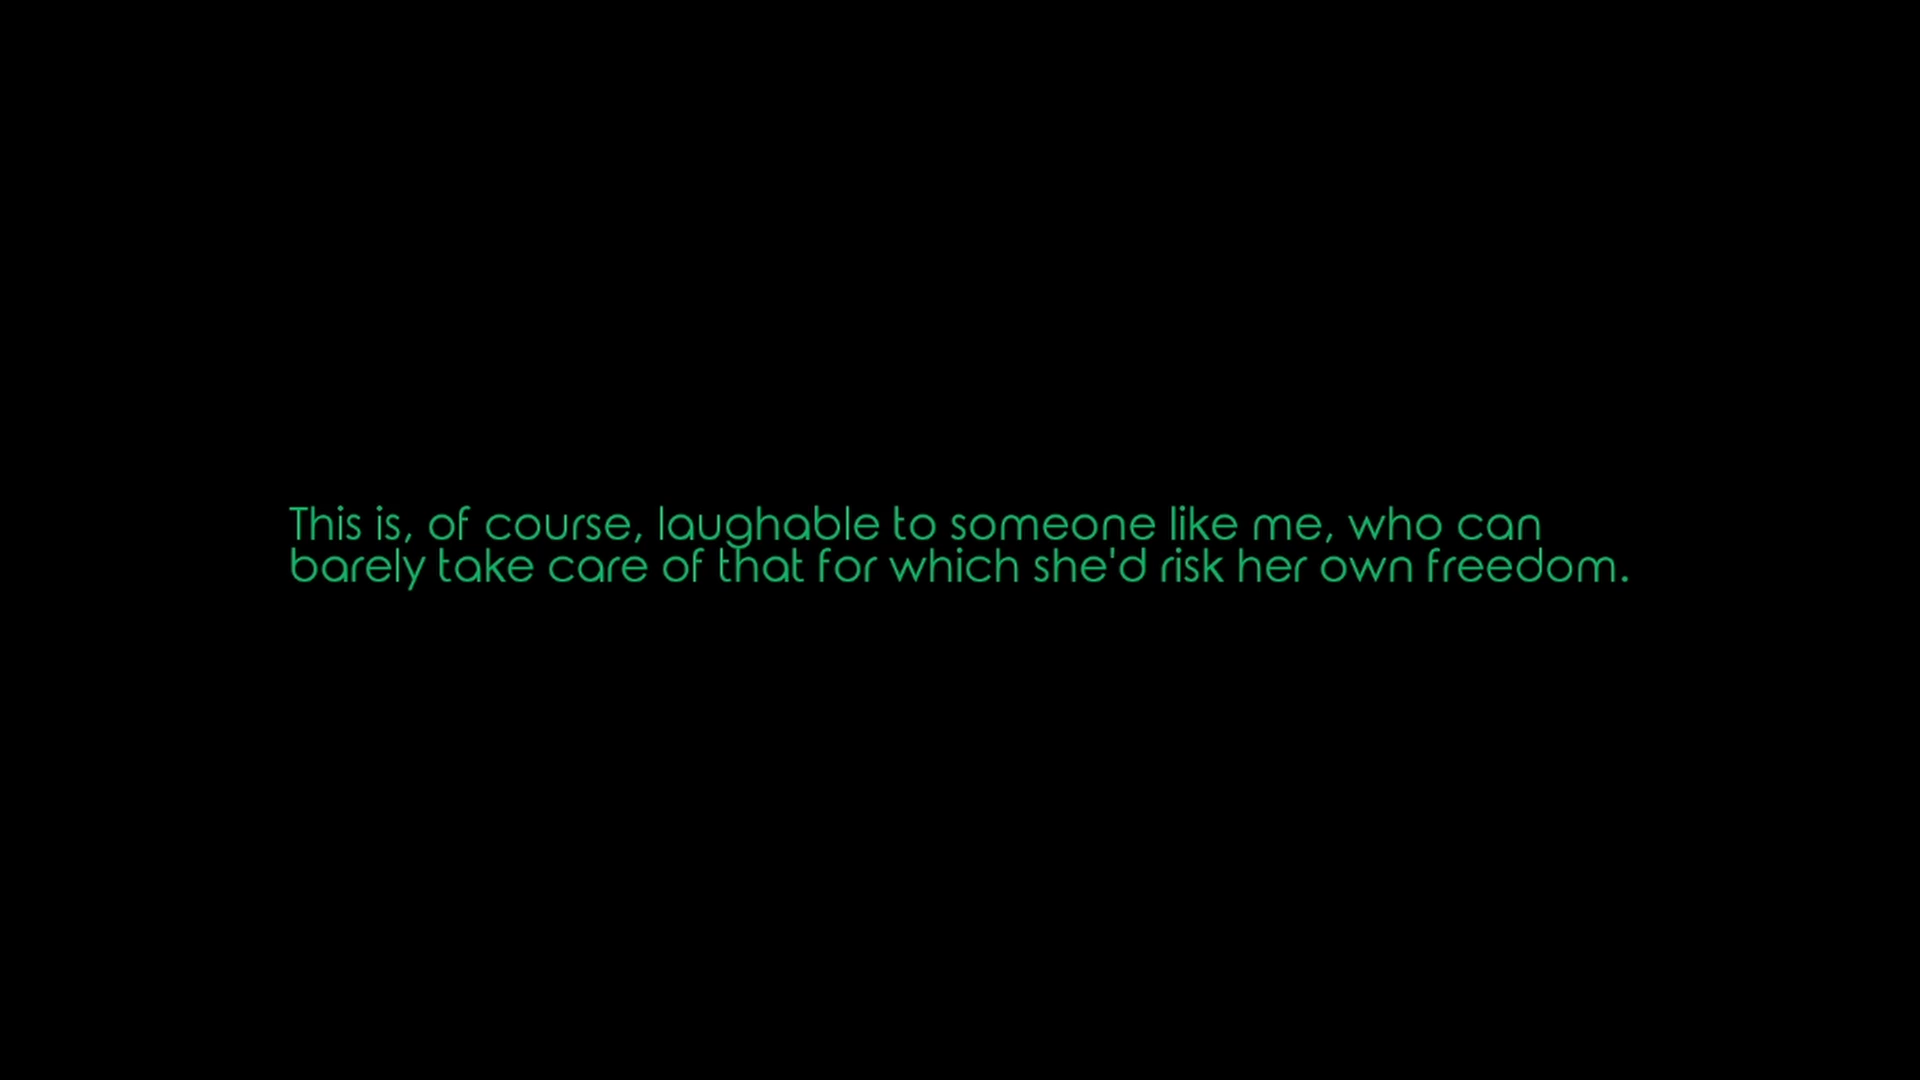 This is, of course, laughable to someone like me, who can
barely take care of that for which she'd risk her own freedom.